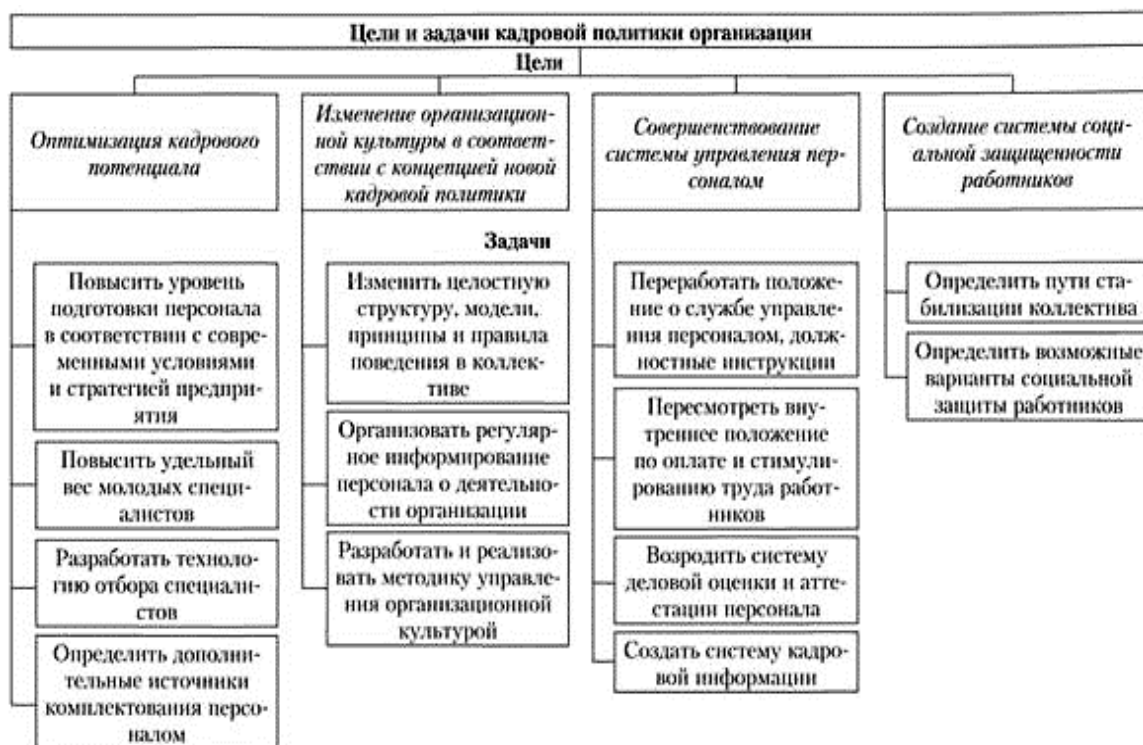 Цели и задачи кадровой политики организации
Цели
Оптимизация кадрового
потенциала
Изменение организацион-
ной культуры в соответ-
ствии с концепцией новой
кадровой политики
Совершенствование
системы управления пер-
соналом
Создание системы соци-
альной защищенности
работников
Задачи
Повысить уровень
подготовки персонала
в соответствии с совре-
менными условиями
и стратегией предпри-
ятия
Повысить удельный
вес молодых специ-
алистов
Разработать техноло-
гию отбора специали-
стов
Определить дополни-
тельные источники
комплектования персо-
налом
Изменить целостную
структуру, модели,
принципы и правила
поведения в коллек-
тиве
Организовать регуляр-
ное информирование
персонала о деятельно-
сти организации
Разработать и реализо-
вать методику управле-
ния организационной
культурой
Переработать положе-
ние о службе управле-
ния персоналом, долж-
ностные инструкции
Пересмотреть вну-
треннее положение
по оплате и стимули-
рованию труда работ-
ников
Возродить систему
деловой оценки и атте-
стации персонала
Создать систему кадро-
вой информации
Определить пути ста-
билизации коллектива
Определить возможные
варианты социальной
защиты работников